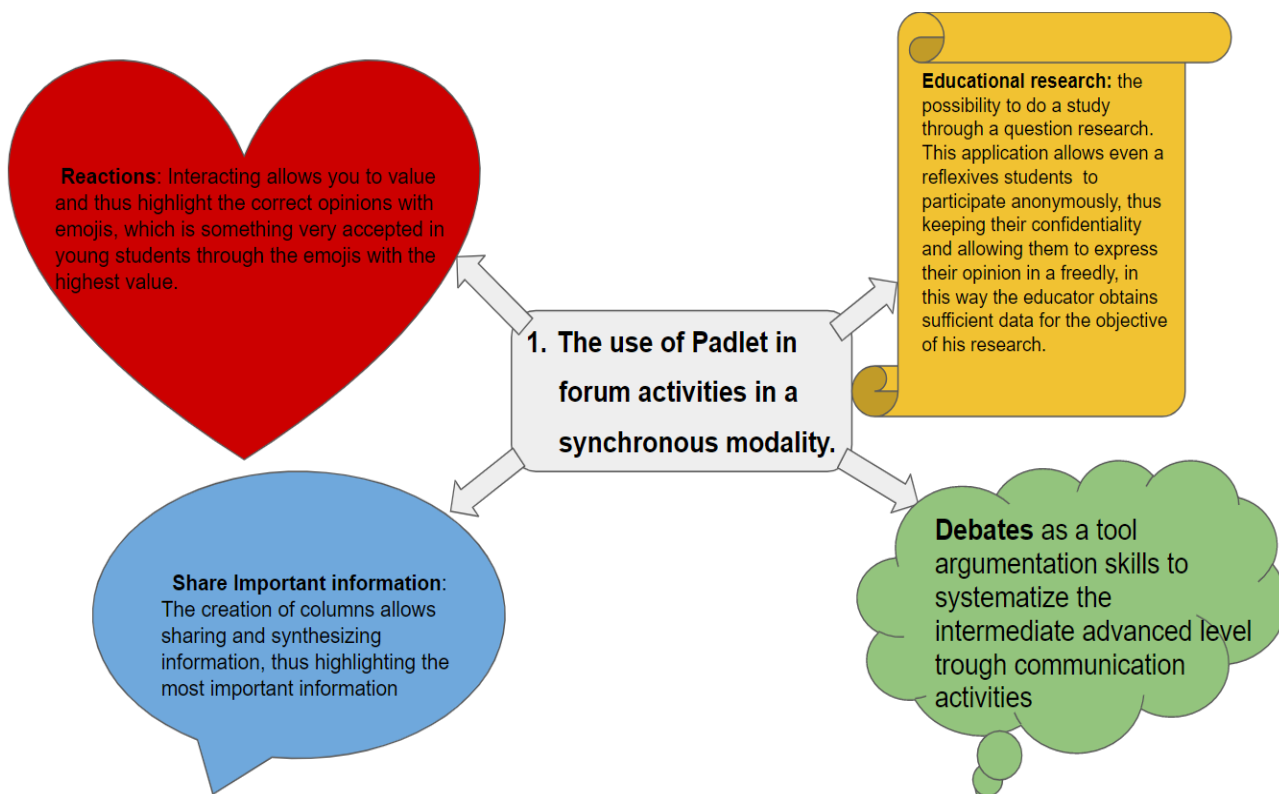 Reactions: Interacting allows you to value
and thus highlight the correct opinions with
emojis, which is something very accepted in
young students through the emojis with the
highest value.
Educational research: the
possibility to do a study
through a question research.
This application allows even a
reflexives students to
participate anonymously, thus
keeping their confidentiality
and allowing them to express
their opinion in a freedly, in
this way the educator obtains
sufficient data for the objective
of his research.
1. The use of Padlet in
forum activities in a
synchronous modality.
Share Important information:
The creation of columns allows
sharing and synthesizing
information, thus highlighting the
most important information
Debates as a tool
argumentation skills to
systematize the
intermediate advanced level
trough communication
activities